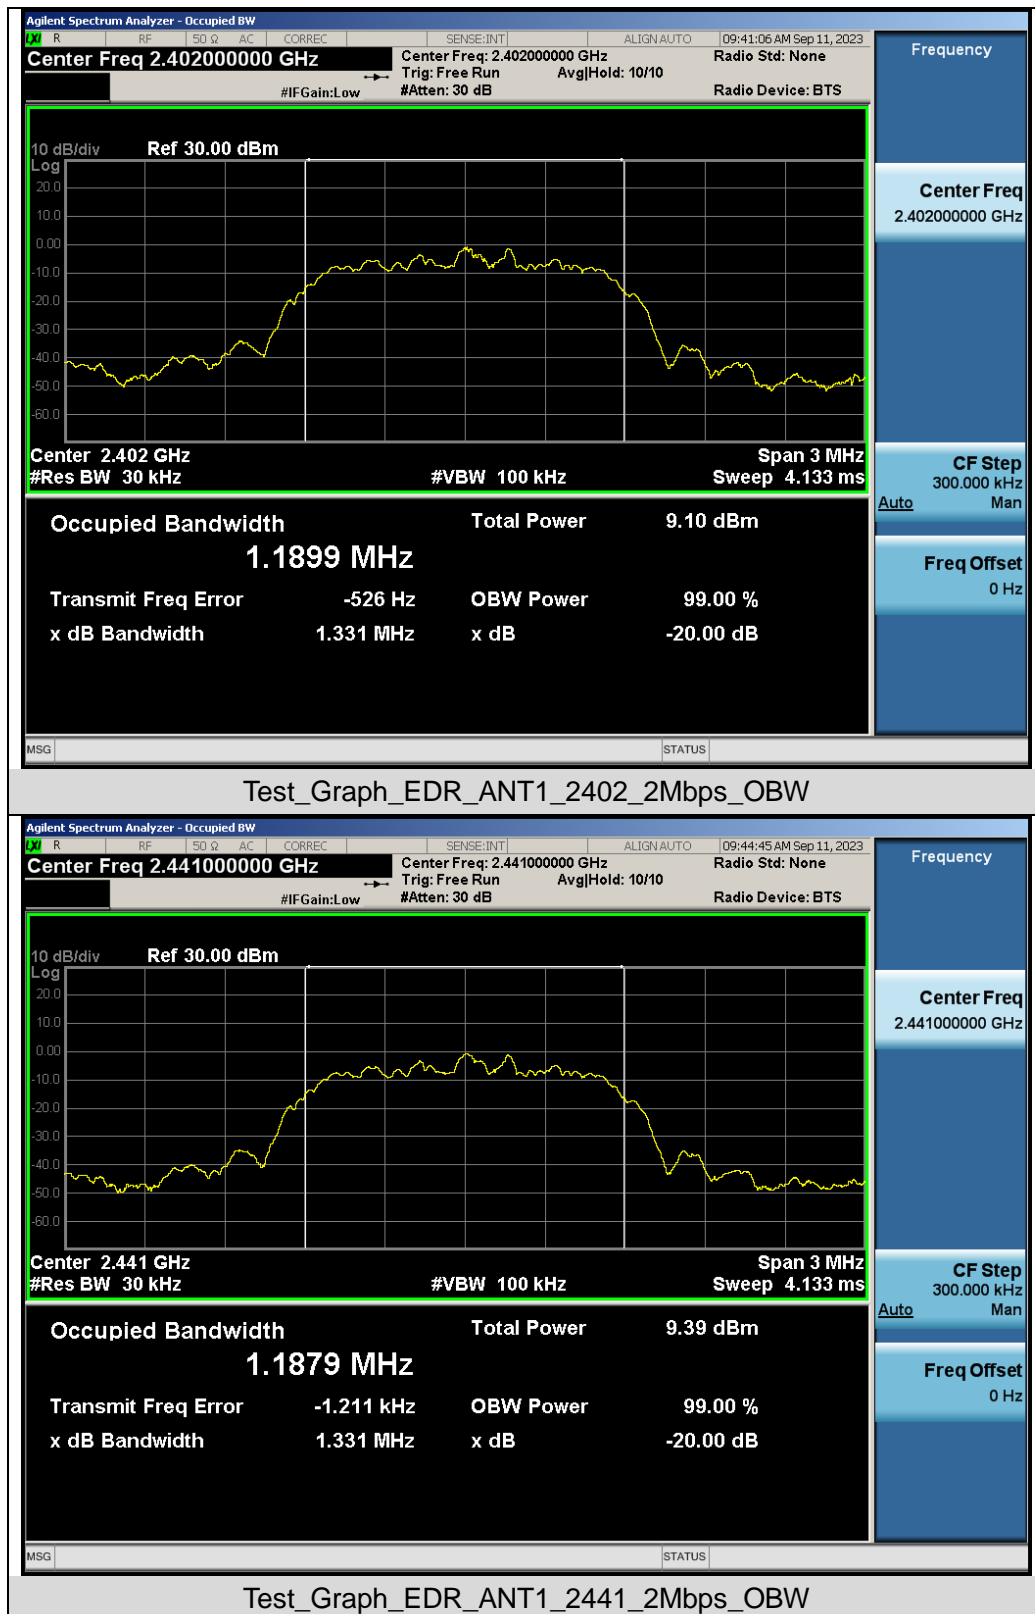 Agilent Spectrum Analyzer - Occupied BW
LXI R RF 50 Ω AC CORREC SENSE:INT ALIGN AUTO 09:41:06 AM Sep 11, 2023
Center Freq 2.402000000 GHz Center Freq: 2.402000000 GHz Radio Std: None
Trig: Free Run Avg|Hold: 10/10
#IFGain:Low #Atten: 30 dB Radio Device: BTS
Frequency
10 dB/div Ref 30.00 dBm
Log
20.0
10.0
0.00
-10.0
-20.0
-30.0
-40.0
-50.0
-60.0
Center 2.402 GHz Span 3 MHz
#Res BW 30 kHz #VBW 100 kHz Sweep 4.133 ms
Center Freq
2.402000000 GHz
CF Step
300.000 kHz
Auto Man
Freq Offset
0 Hz
Occupied Bandwidth Total Power 9.10 dBm
1.1899 MHz
Transmit Freq Error -526 Hz OBW Power 99.00 %
x dB Bandwidth 1.331 MHz x dB -20.00 dB
MSG STATUS
Test_Graph_EDR_ANT1_2402_2Mbps_OBW
Agilent Spectrum Analyzer - Occupied BW
LXI R RF 50 Ω AC CORREC SENSE:INT ALIGN AUTO 09:44:45 AM Sep 11, 2023
Center Freq 2.441000000 GHz Center Freq: 2.441000000 GHz Radio Std: None
Trig: Free Run Avg|Hold: 10/10
#IFGain:Low #Atten: 30 dB Radio Device: BTS
Frequency
10 dB/div Ref 30.00 dBm
Log
20.0
10.0
0.00
-10.0
-20.0
-30.0
-40.0
-50.0
-60.0
Center 2.441 GHz Span 3 MHz
#Res BW 30 kHz #VBW 100 kHz Sweep 4.133 ms
Center Freq
2.441000000 GHz
CF Step
300.000 kHz
Auto Man
Freq Offset
0 Hz
Occupied Bandwidth Total Power 9.39 dBm
1.1879 MHz
Transmit Freq Error -1.211 kHz OBW Power 99.00 %
x dB Bandwidth 1.331 MHz x dB -20.00 dB
MSG STATUS
Test_Graph_EDR_ANT1_2441_2Mbps_OBW